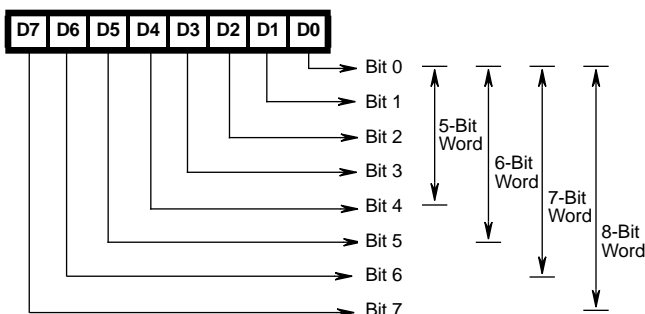 D7 D6 D5 D4 D3 D2 D1 D0
Bit 0
Bit 1
Bit 2
Bit 3
Bit 4
Bit 5
Bit 6
Bit 7
5-Bit
Word
6-Bit
Word
7-Bit
Word
8-Bit
Word